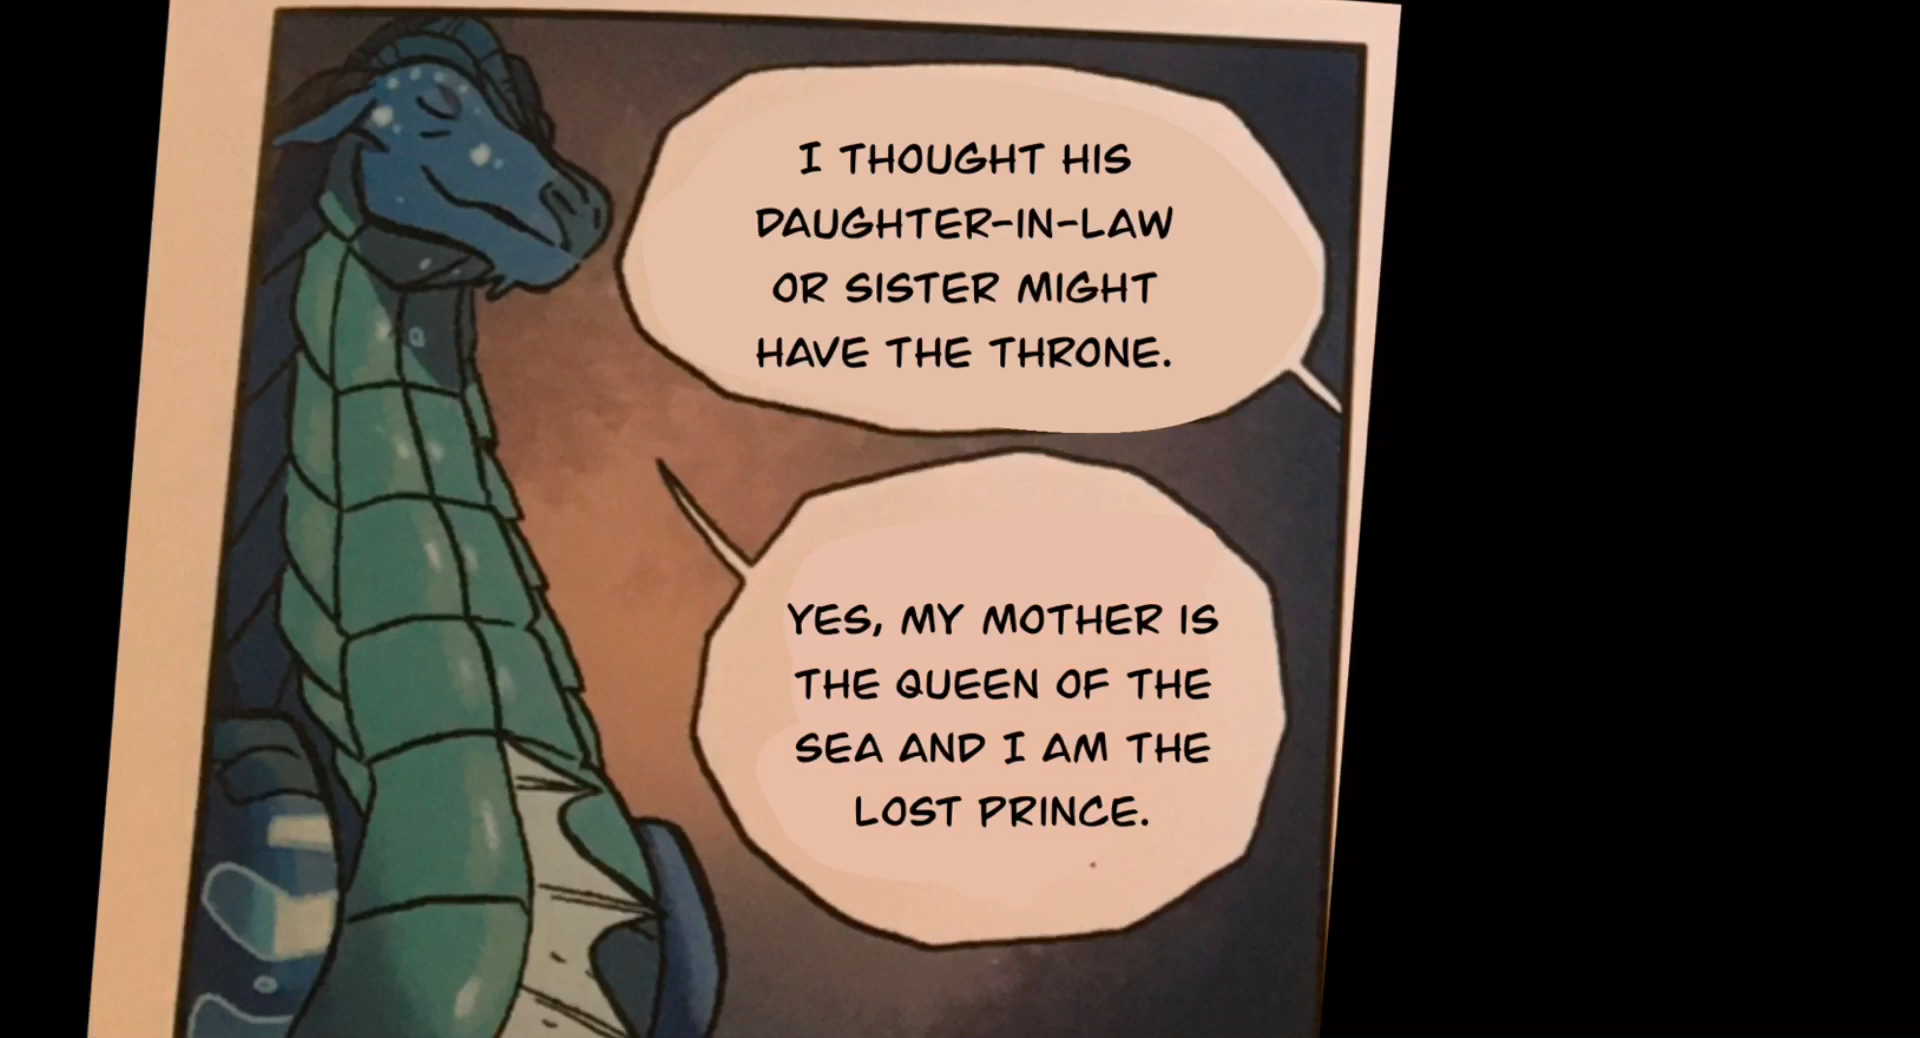 I THOUGHT HIS
DAUGHTER-IN-LAW
OR SISTER MIGHT
HAVE THE THRONE.
YES, MY MOTHER IS
THE QUEEN OF THE
SEA AND I AM THE
LOST PRINCE.